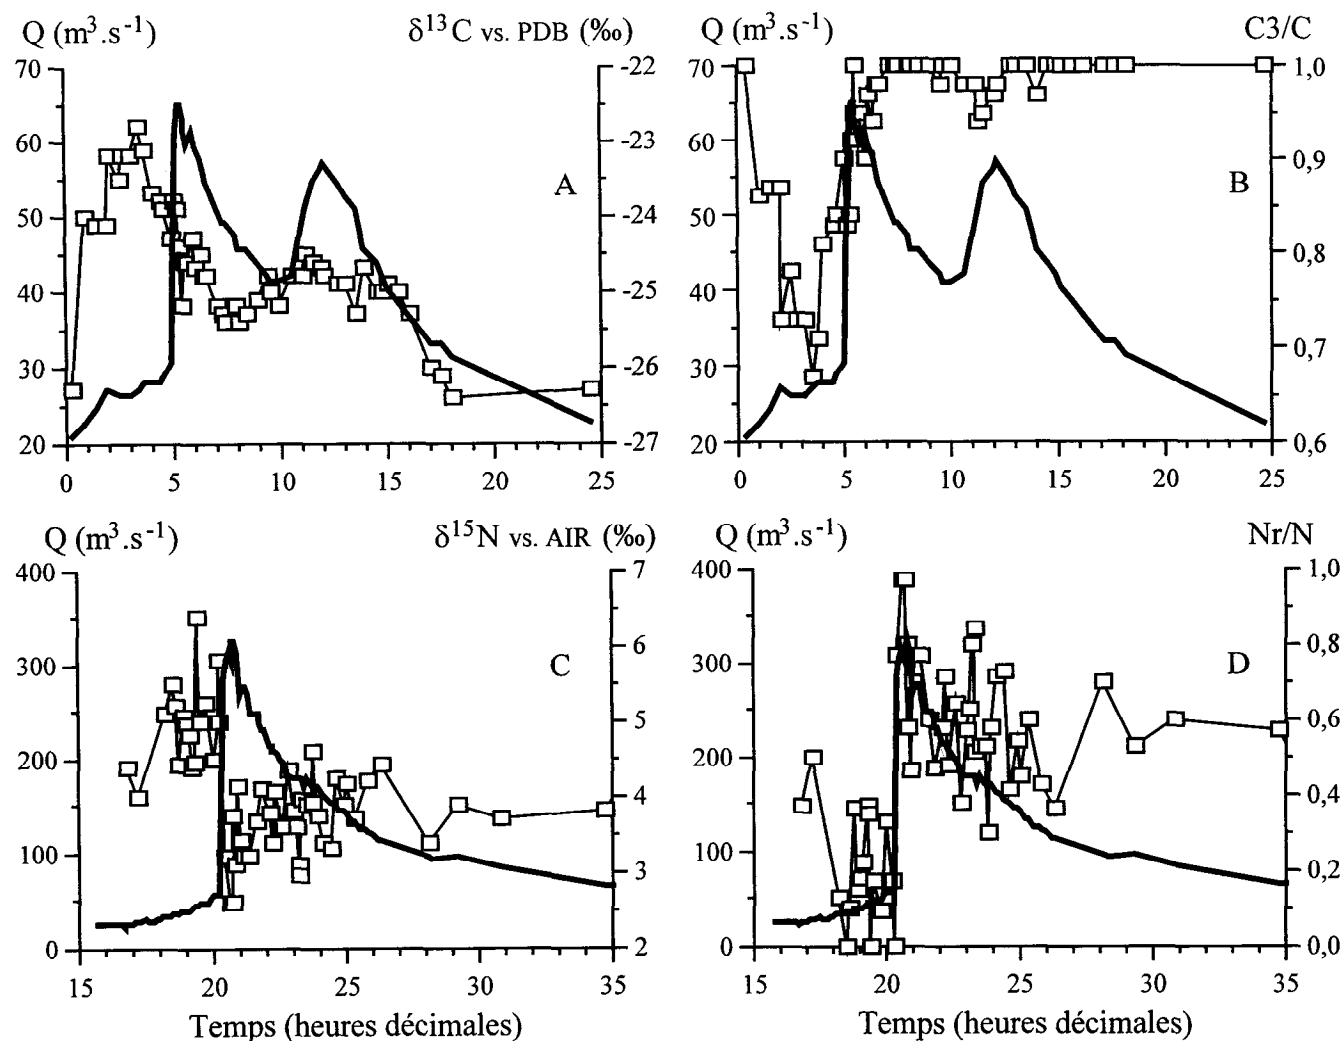 Q (m³.s⁻¹) δ¹³C vs. PDB (‰)
70 -22
60 -23
A
50 -24
40 -25
30 -26
20 -27
0 5 10 15 20 25
Q (m³.s⁻¹) C3/C
70 1,0
60 0,9
B
50
40 0,8
30 0,7
20 0,6
0 5 10 15 20 25
Q (m³.s⁻¹) δ¹⁵N vs. AIR (‰)
400 7
300 6
C
5
200
4
100 3
0 2
15 20 25 30 35
Temps (heures décimales)
Q (m³.s⁻¹) Nr/N
400 1,0
300 0,8
D
0,6
200
0,4
100
0,2
0 0,0
15 20 25 30 35
Temps (heures décimales)